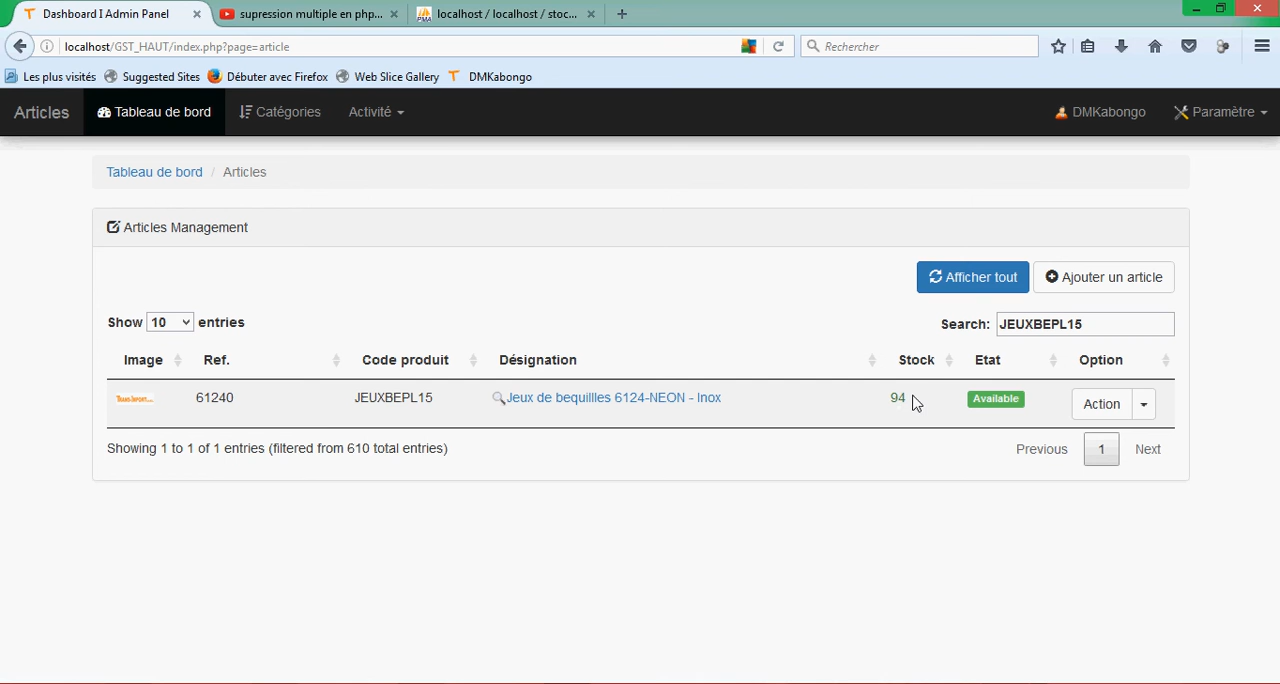 Dashboard I Admin Panel
supression multiple en php...
localhost / localhost / stoc...
localhost/GST_HAUT/index.php?page=article
Rechercher
Les plus visités
Suggested Sites
Débuter avec Firefox
Web Slice Gallery
DMKabongo
Articles
Tableau de bord
Catégories
Activité
DMKabongo
Paramètre
Tableau de bord / Articles
Articles Management
Afficher tout
Ajouter un article
Show 10 entries
Search: JEUXBEPL15
Image Ref. Code produit Désignation Stock Etat Option
61240 JEUXBEPL15 Jeux de bequillles 6124-NEON - Inox 94 Available Action
Showing 1 to 1 of 1 entries (filtered from 610 total entries)
Previous 1 Next